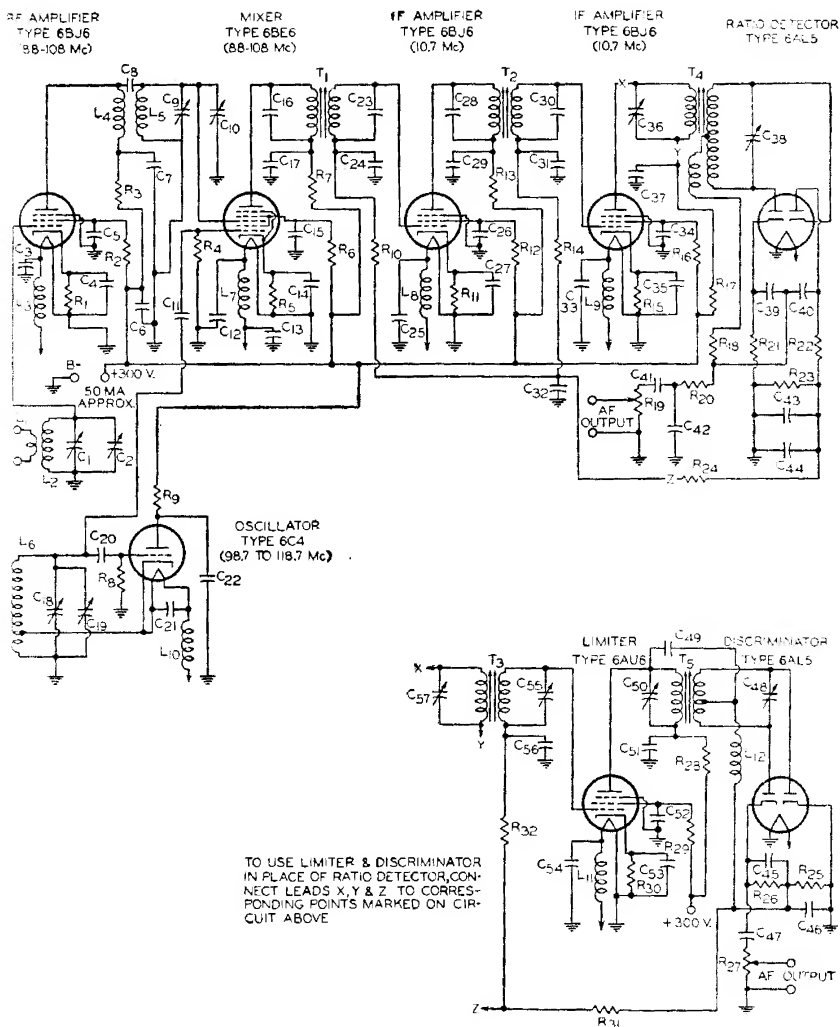 RF AMPLIFIER
TYPE 6BJ6
(88-108 Mc)
MIXER
TYPE 6BE6
(88-108 Mc)
IF AMPLIFIER
TYPE 6BJ6
(10.7 Mc)
IF AMPLIFIER
TYPE 6BJ6
(10.7 Mc)
RATIO DETECTOR
TYPE 6AL5
C8
L4
L5
C9
C10
C7
R3
C16
T1
C23
C17
R7
C24
C28
T2
C30
C29
R13
C31
X
C36
T4
Y
C37
C38
C3
L3
C5
R2
C4
R1
C6
C11
R4
L7
C12
C15
R6
C14
R5
C13
R10
C25
L8
C26
R12
C27
R11
R14
C33
L9
C34
R16
C35
R15
R17
R18
C39
C40
R21
R22
B-
+300 V.
50 MA
APPROX.
C32
C41
R19
AF
OUTPUT
R20
C42
R23
C43
C44
Z
R24
L2
C1
C2
R9
OSCILLATOR
TYPE 6C4
(98.7 TO 118.7 Mc)
L6
C20
R8
C18
C19
C21
L10
C22
X
C57
Y
T3
C55
C56
LIMITER
TYPE 6AU6
C49
DISCRIMINATOR
TYPE 6AL5
C50
T5
C48
C51
R28
L12
R32
C54
L11
C52
R29
C53
R30
+300 V.
C45
R26
R25
C46
C47
R27
AF OUTPUT
Z
R31
TO USE LIMITER & DISCRIMINATOR
IN PLACE OF RATIO DETECTOR, CON-
NECT LEADS X, Y & Z TO CORRES-
PONDING POINTS MARKED ON CIR-
CUIT ABOVE